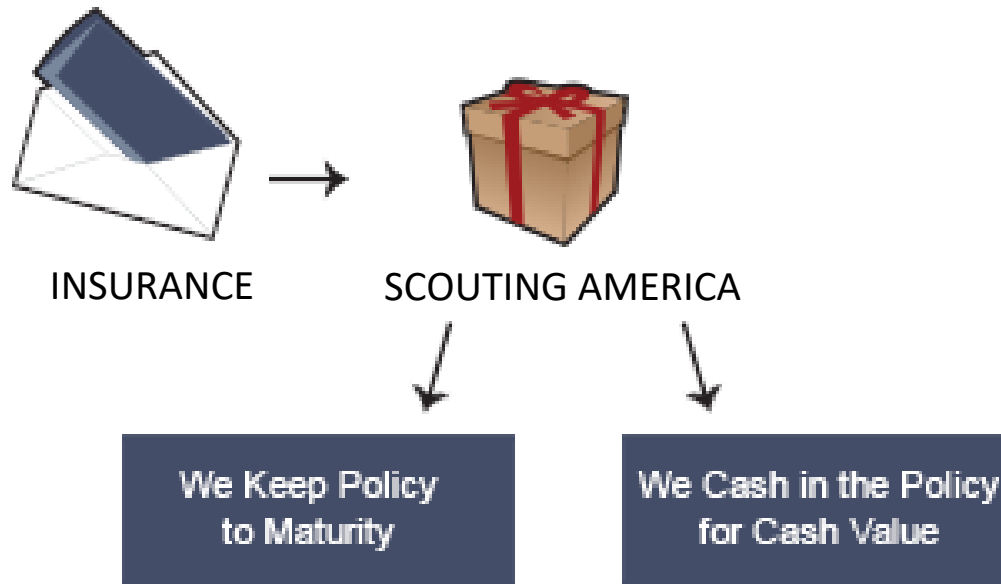 INSURANCE
SCOUTING AMERICA
We Keep Policy
to Maturity
We Cash in the Policy
for Cash Value